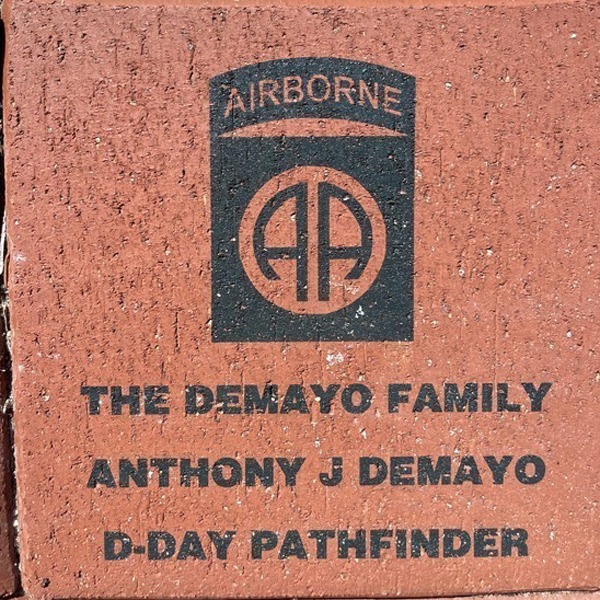 AIRBORNE
AA
THE DEMAYO FAMILY
ANTHONY J DEMAYO
D-DAY PATHFINDER